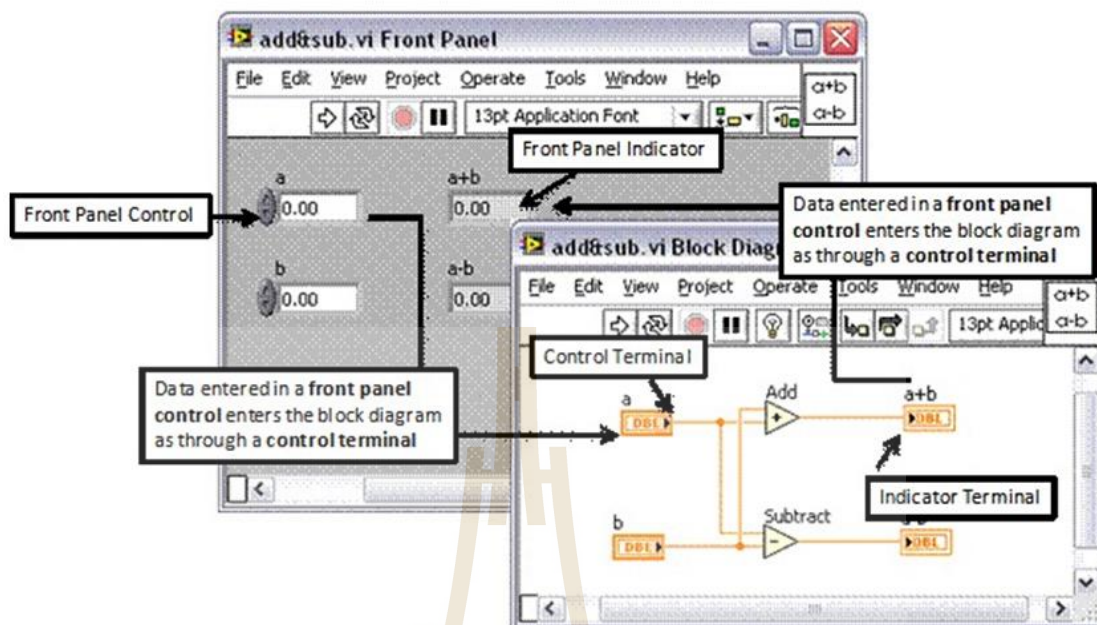 add&sub.vi Front Panel
File Edit View Project Operate Tools Window Help
13pt Application Font
a+b
a-b
Front Panel Indicator
a
0.00
a+b
0.00
Front Panel Control
Data entered in a front panel
control enters the block diagram
as through a control terminal
b
0.00
a-b
0.00
add&sub.vi Block Diag
File Edit View Project Operate Tools Window Help
13pt Applic
a+b
a-b
Control Terminal
Data entered in a front panel
control enters the block diagram
as through a control terminal
a
DBL
Add
+
a+b
DBL
Indicator Terminal
b
DBL
Subtract
-
DBL